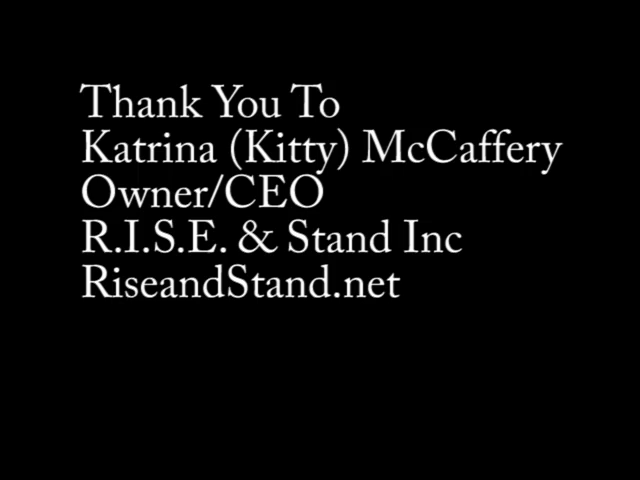 Thank You To
Katrina (Kitty) McCaffery
Owner/CEO
R.I.S.E. & Stand Inc
RiseandStand.net